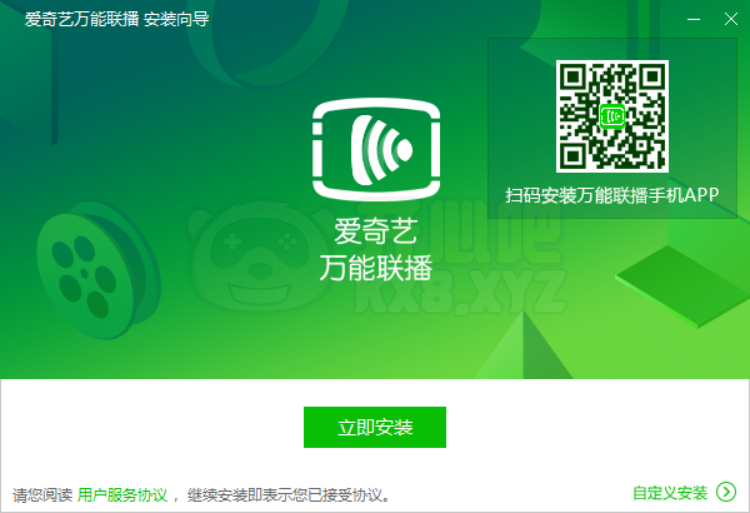 爱奇艺万能联播 安装向导
扫码安装万能联播手机APP
爱奇艺
万能联播
KX8.XYZ
立即安装
请您阅读 用户服务协议 ，继续安装即表示您已接受协议。
自定义安装